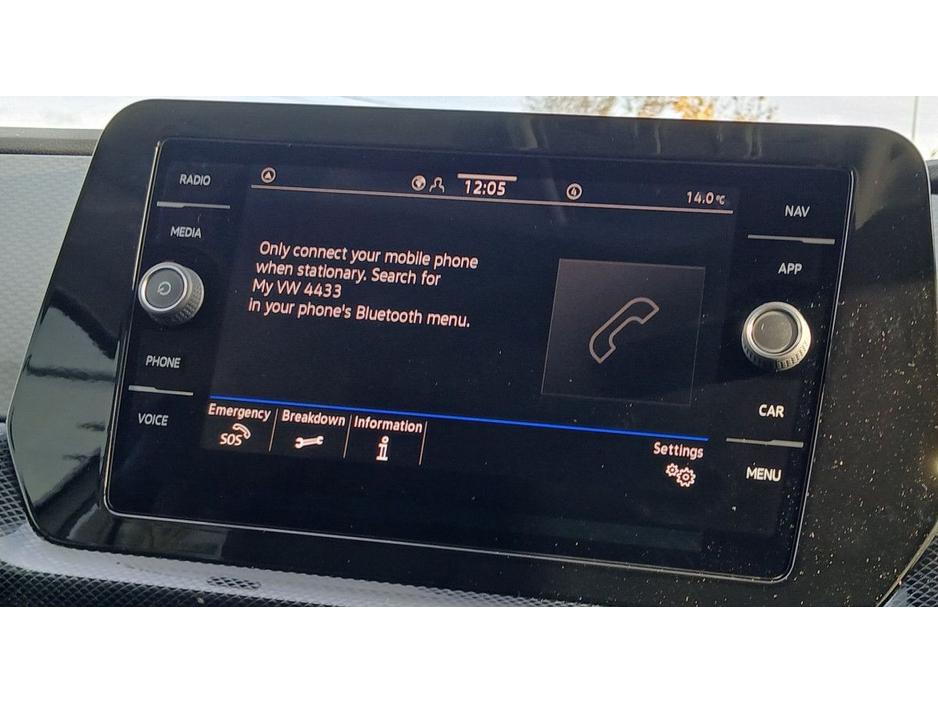 RADIO
MEDIA
PHONE
VOICE
12:05
14.0°C
Only connect your mobile phone
when stationary. Search for
My VW 4433
in your phone's Bluetooth menu.
Emergency
SOS
Breakdown
Information
i
Settings
NAV
APP
CAR
MENU